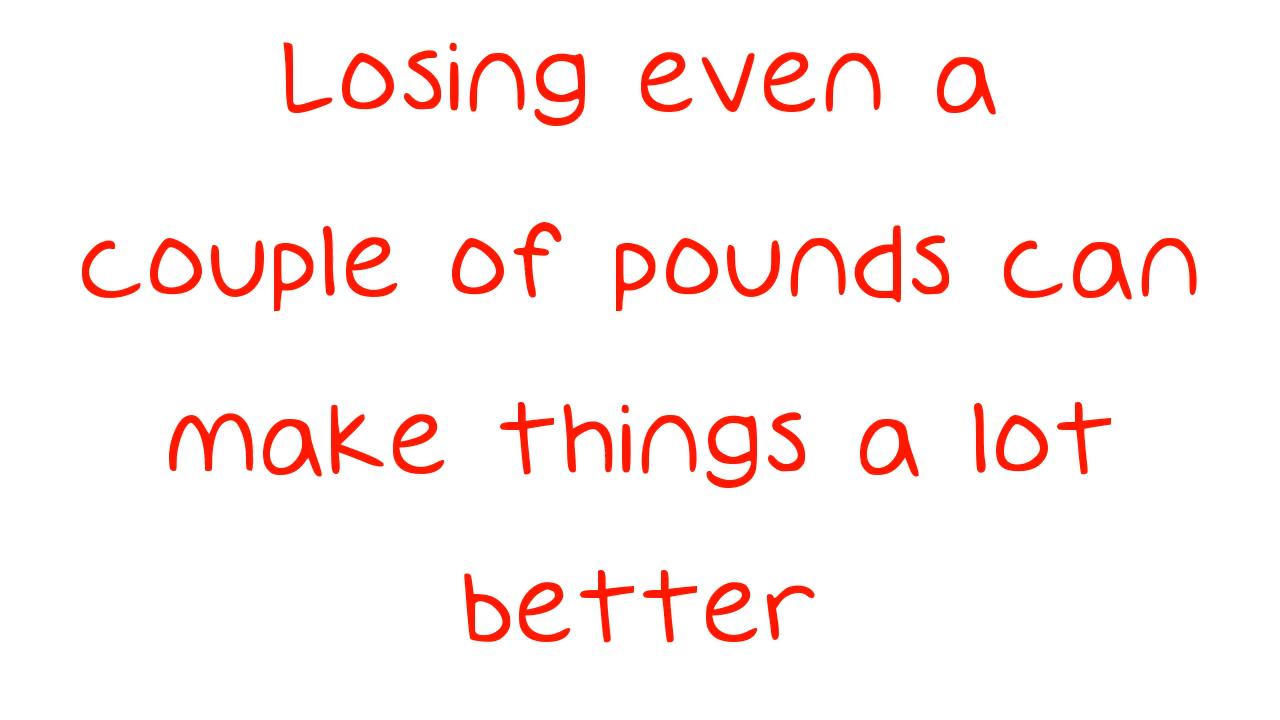 Losing even a
couple of pounds can
make things a lot
better